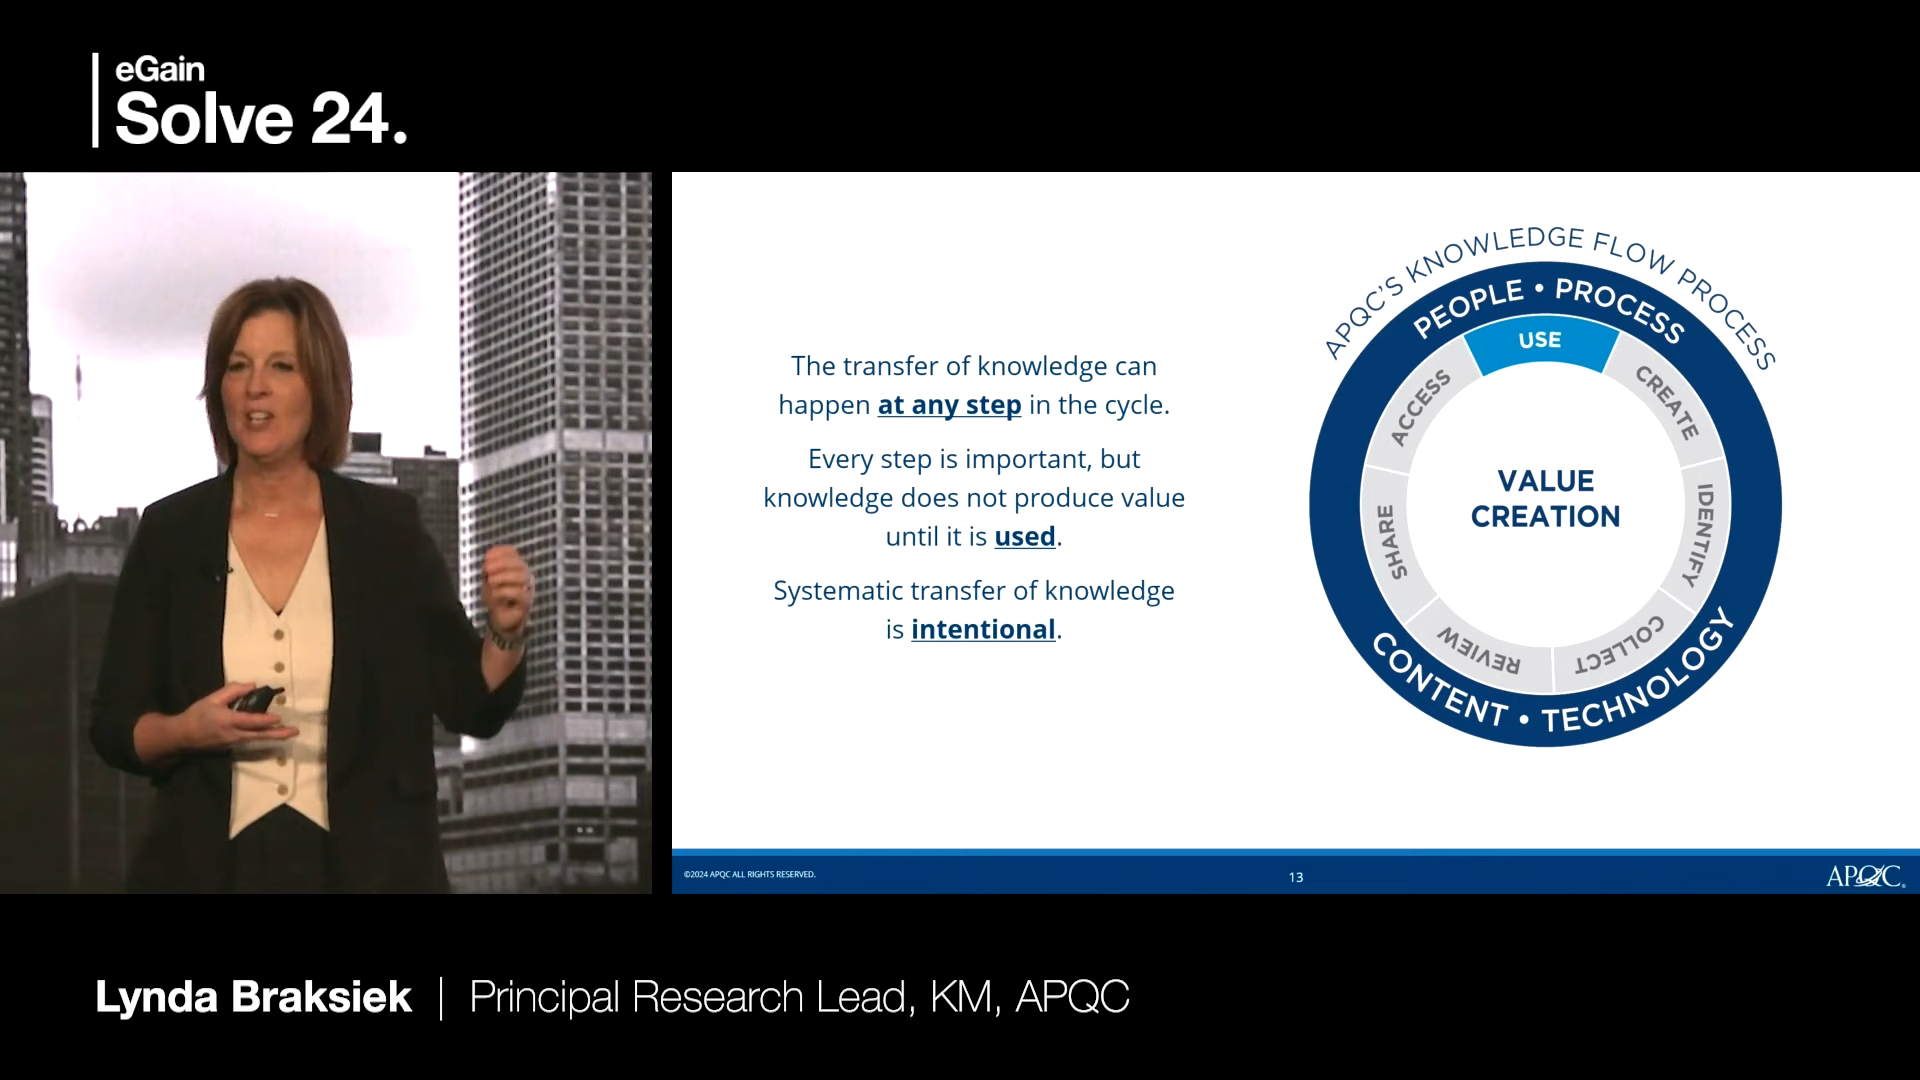 eGain
Solve 24.
The transfer of knowledge can
happen at any step in the cycle.
Every step is important, but
knowledge does not produce value
until it is used.
Systematic transfer of knowledge
is intentional.
APQC'S KNOWLEDGE FLOW PROCESS
PEOPLE • PROCESS
USE
CREATE
IDENTIFY
COLLECT
REVIEW
SHARE
ACCESS
VALUE
CREATION
CONTENT • TECHNOLOGY
©2024 APQC ALL RIGHTS RESERVED.
13
APQC®
Lynda Braksiek | Principal Research Lead, KM, APQC